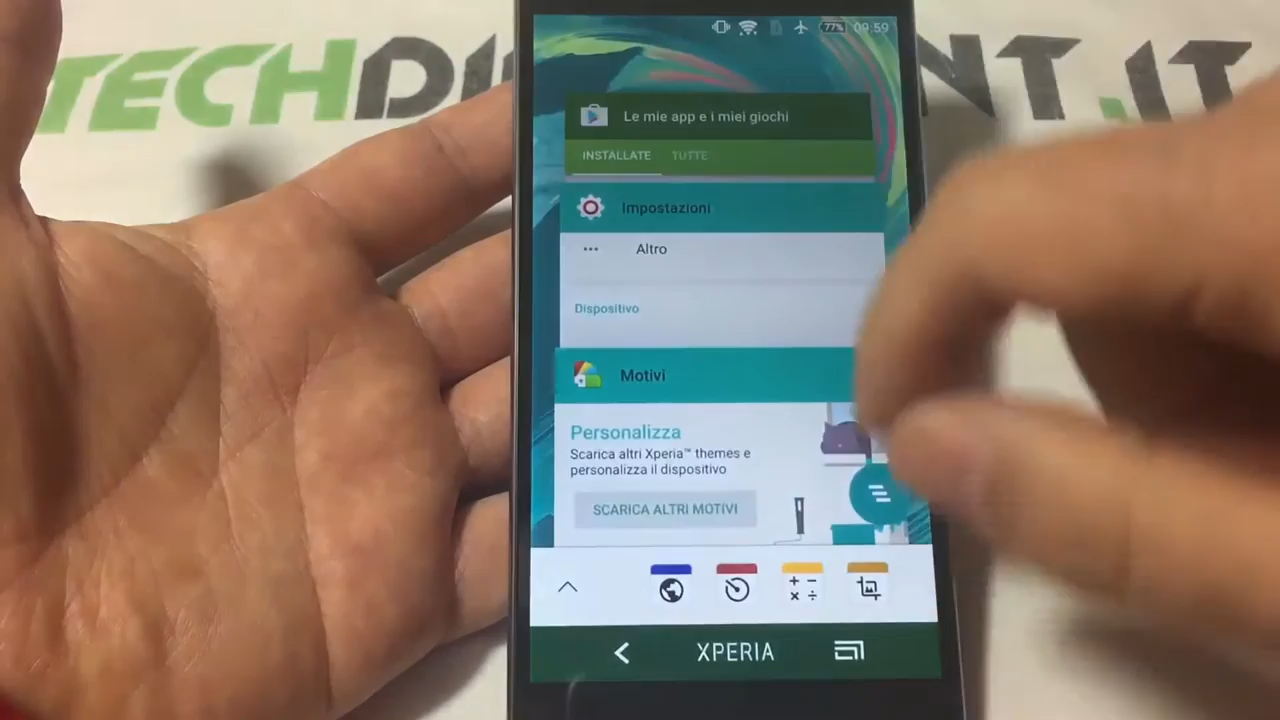 TECHDI NT.IT
77% 09:59
Le mie app e i miei giochi
INSTALLATE TUTTE
Impostazioni
Altro
Dispositivo
Motivi
Personalizza
Scarica altri Xperia™ themes e
personalizza il dispositivo
SCARICA ALTRI MOTIVI
XPERIA